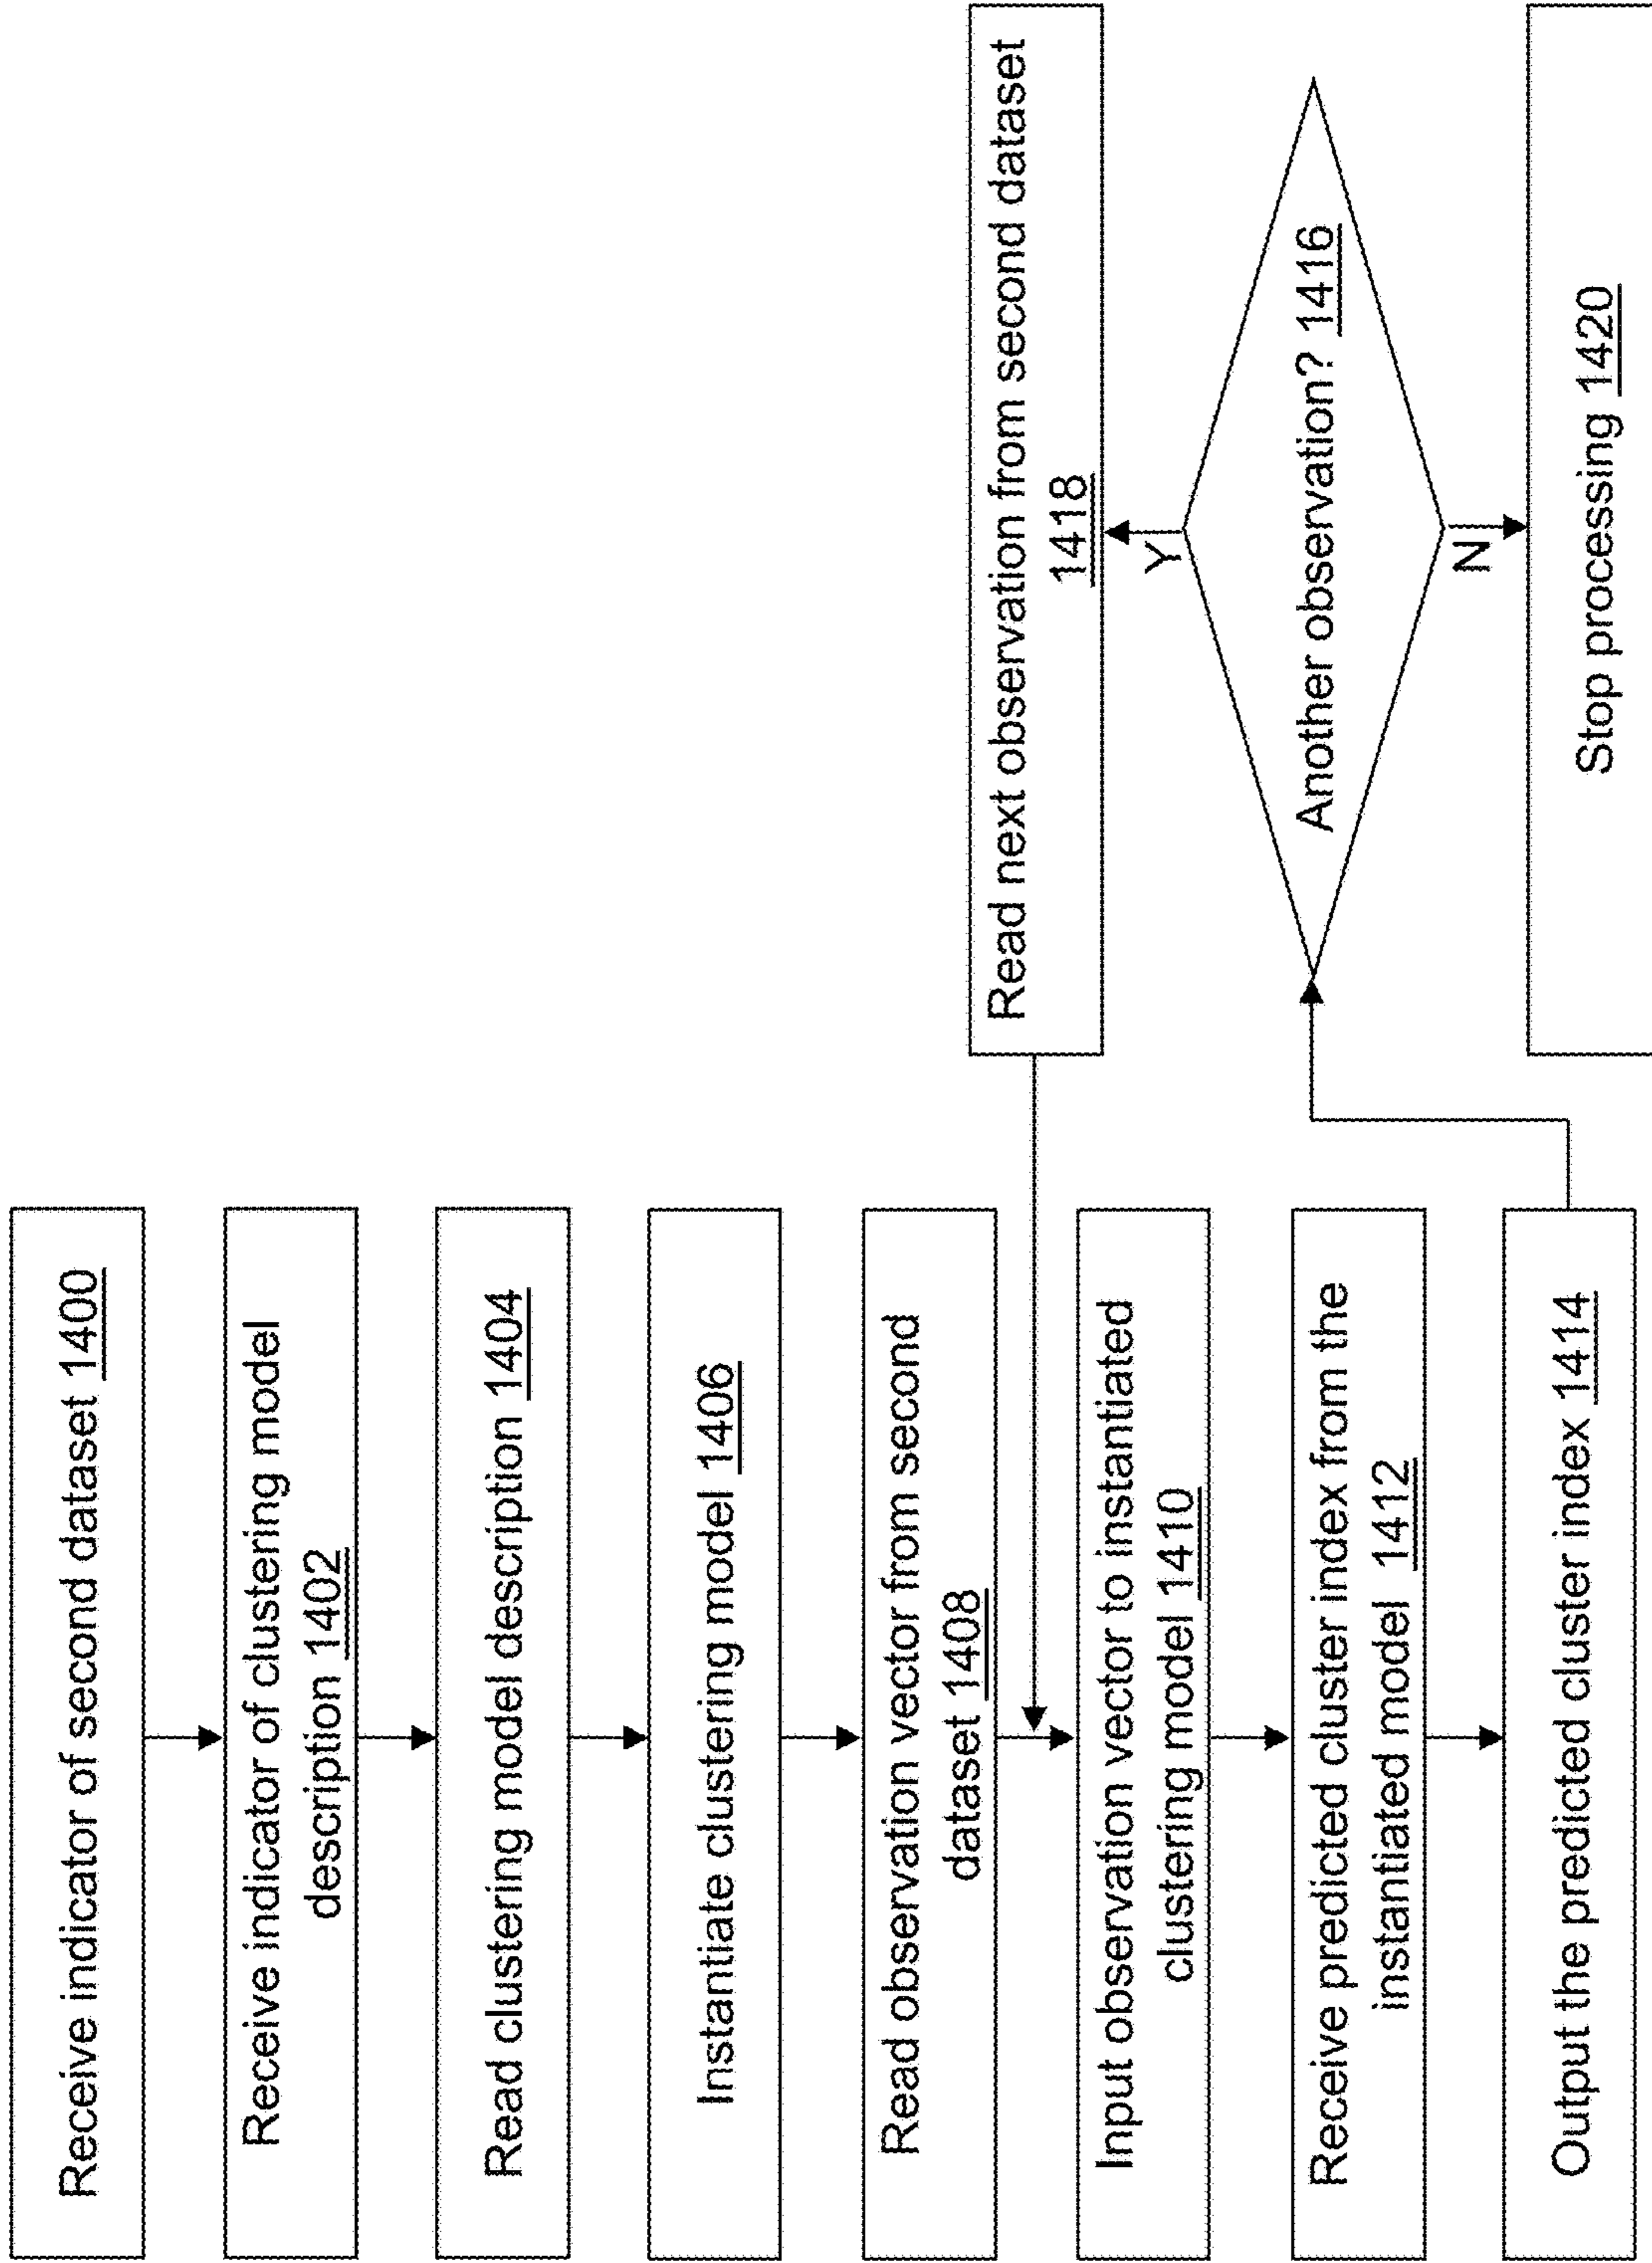 Receive indicator of second dataset 1400
Receive indicator of clustering model
description 1402
Read clustering model description 1404
Instantiate clustering model 1406
Read observation vector from second
dataset 1408
Input observation vector to instantiated
clustering model 1410
Receive predicted cluster index from the
instantiated model 1412
Output the predicted cluster index 1414
Read next observation from second dataset
1418
Y
Another observation? 1416
N
Stop processing 1420